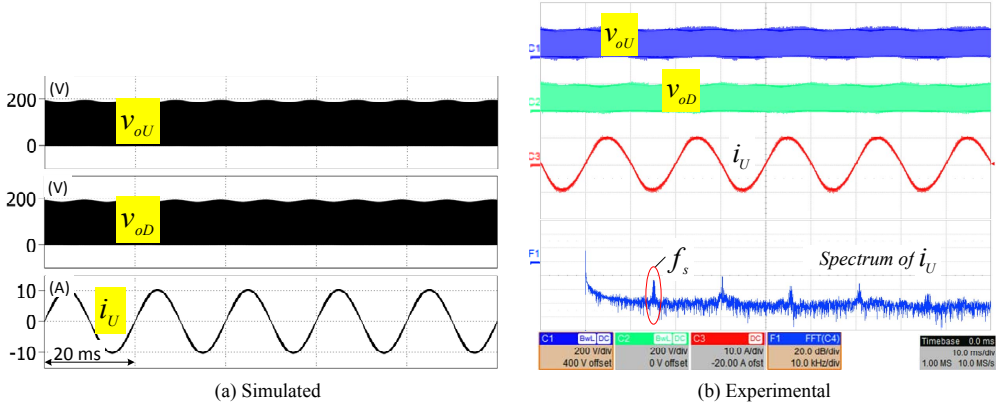 (V)
200
0
v_oU
(V)
200
0
v_oD
(A)
10
0
-10
i_U
20 ms
(a) Simulated
C1
v_oU
C2
v_oD
C3
i_U
F1
f_s
Spectrum of i_U
C1 BwL DC
200 V/div
400 V offset
C2 BwL DC
200 V/div
0 V offset
C3 DC
10.0 A/div
-20.00 A ofst
F1 FFT(C4)
20.0 dB/div
10.0 kHz/div
Timebase 0.0 ms
10.0 ms/div
1.00 MS 10.0 MS/s
(b) Experimental